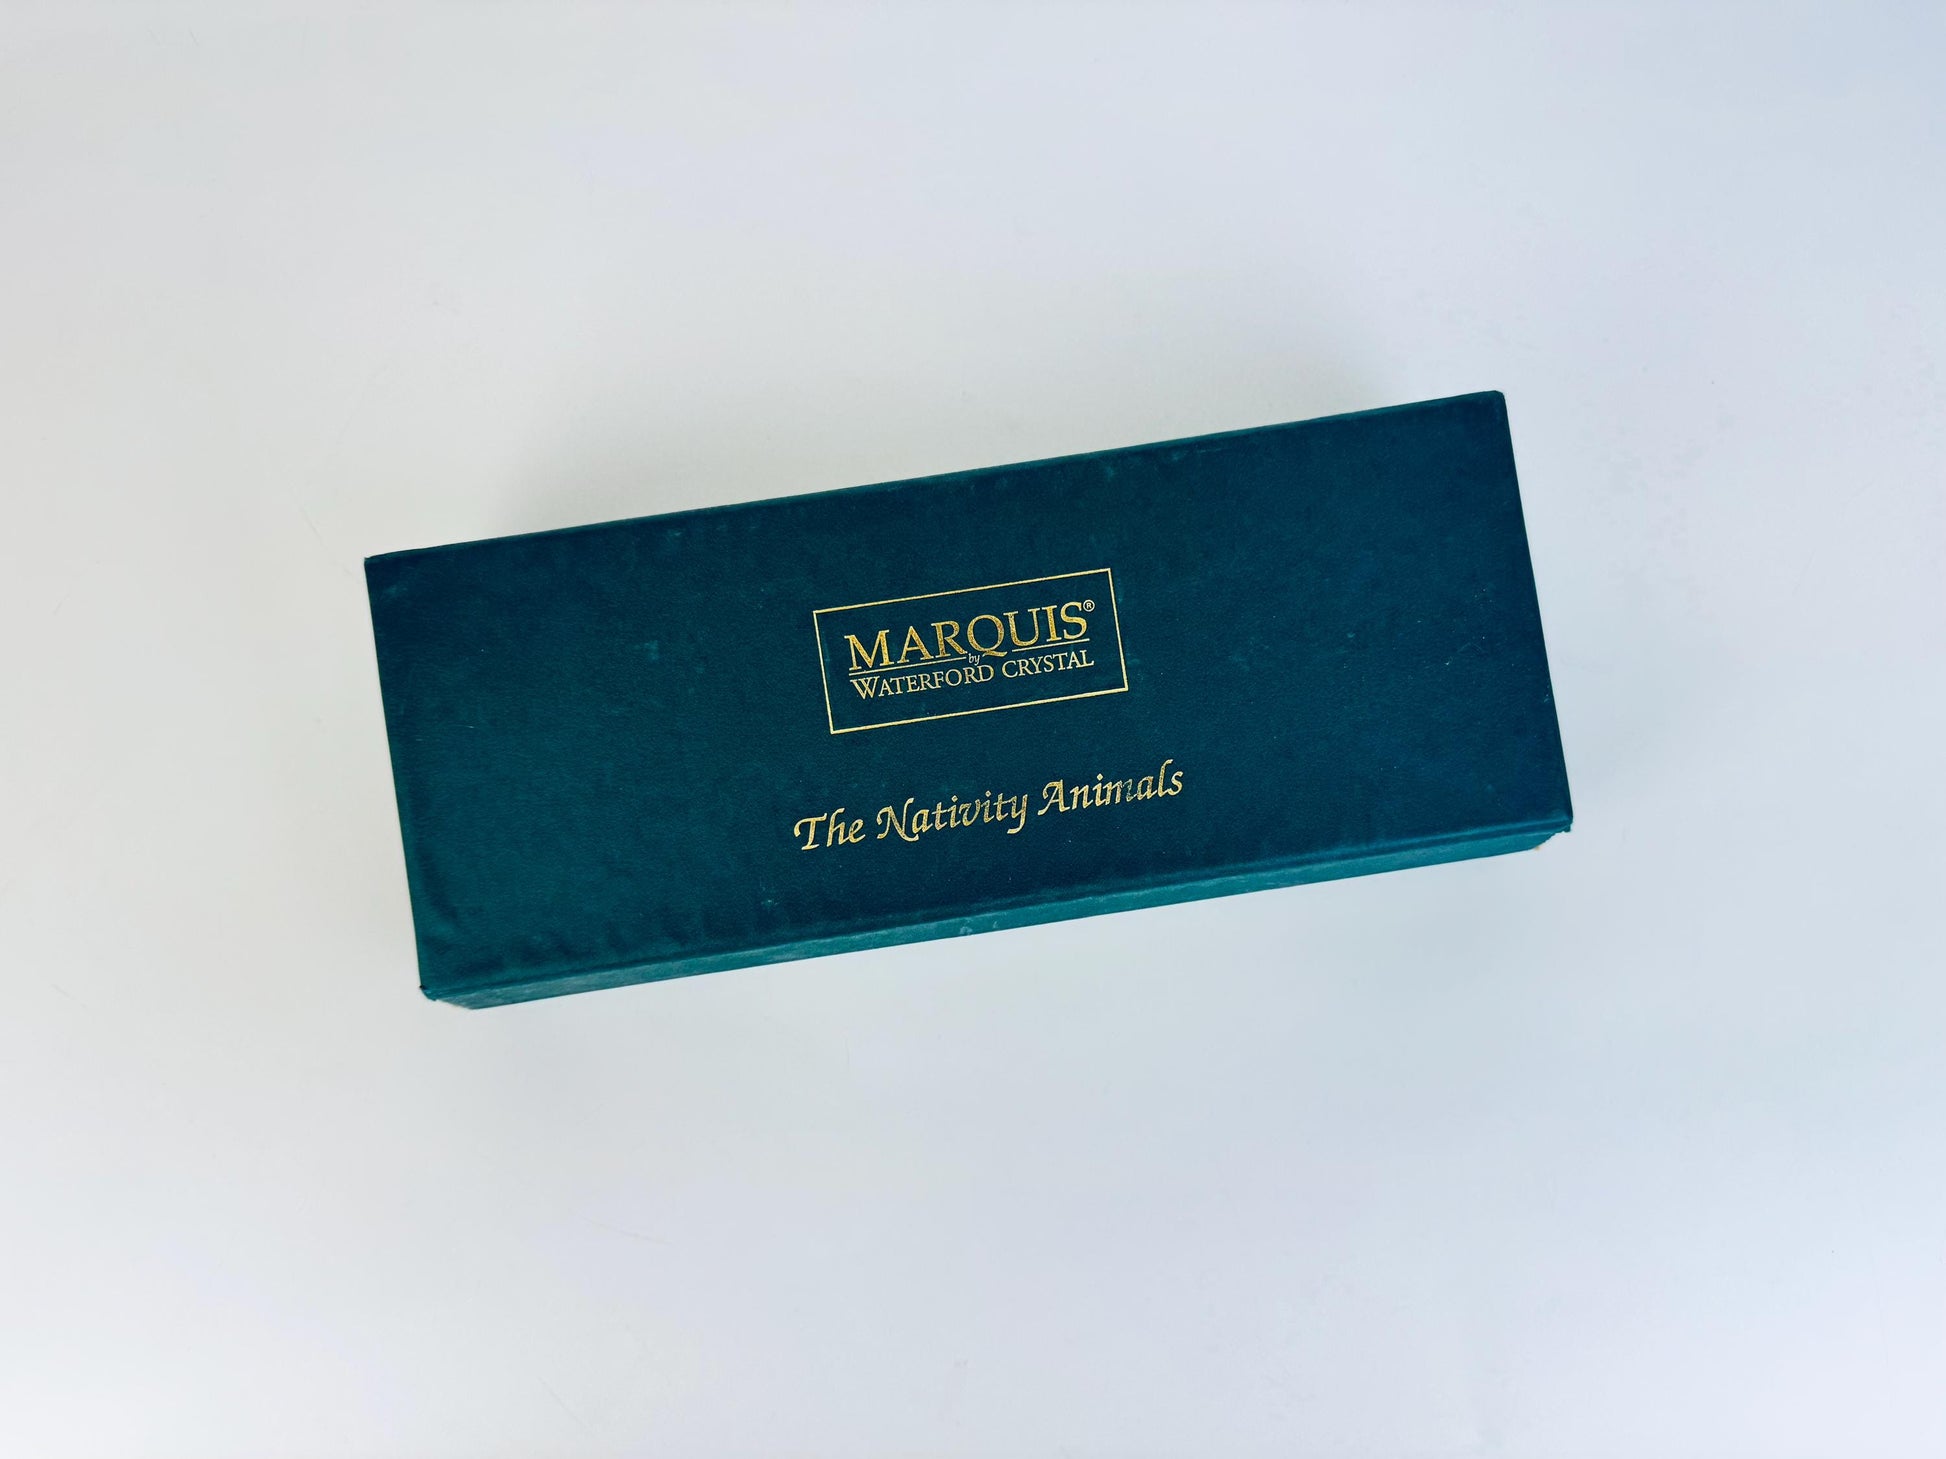 MARQUIS®
by
WATERFORD CRYSTAL
The Nativity Animals